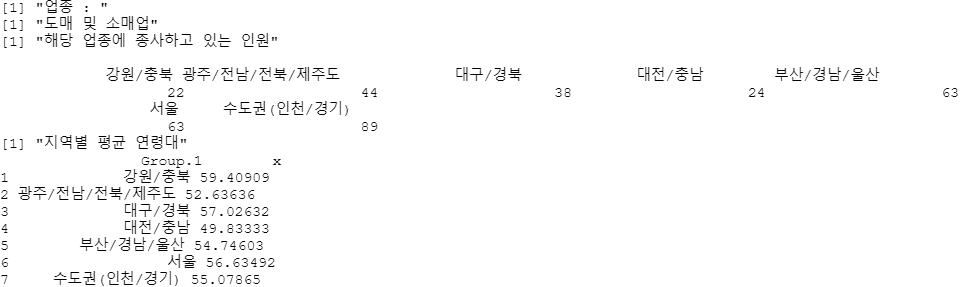 [1] "업종 : "
[1] "도매 및 소매업"
[1] "해당 업종에 종사하고 있는 인원"
강원/충북 광주/전남/전북/제주도 대구/경북 대전/충남 부산/경남/울산
22 44 38 24 63
서울 수도권(인천/경기)
63 89
[1] "지역별 평균 연령대"
Group.1 x
1 강원/충북 59.40909
2 광주/전남/전북/제주도 52.63636
3 대구/경북 57.02632
4 대전/충남 49.83333
5 부산/경남/울산 54.74603
6 서울 56.63492
7 수도권(인천/경기) 55.07865